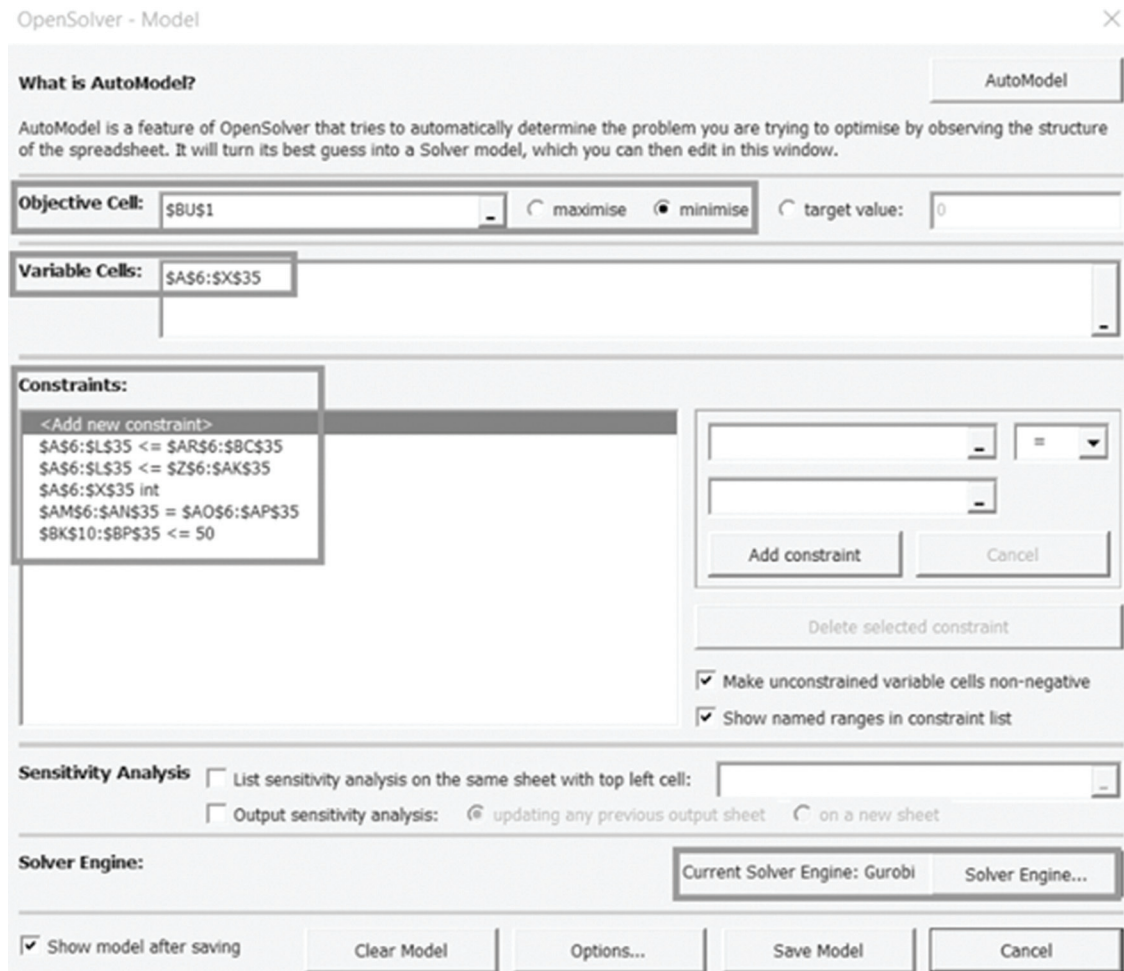 OpenSolver - Model
What is AutoModel?
AutoModel
AutoModel is a feature of OpenSolver that tries to automatically determine the problem you are trying to optimise by observing the structure
of the spreadsheet. It will turn its best guess into a Solver model, which you can then edit in this window.
Objective Cell: $BU$1 maximise minimise target value: 0
Variable Cells: $A$6:$X$35
Constraints:
<Add new constraint>
$A$6:$L$35 <= $AR$6:$BC$35
$A$6:$L$35 <= $Z$6:$AK$35
$A$6:$X$35 int
$AM$6:$AN$35 = $AO$6:$AP$35
$BK$10:$BP$35 <= 50
=
Add constraint Cancel
Delete selected constraint
Make unconstrained variable cells non-negative
Show named ranges in constraint list
Sensitivity Analysis List sensitivity analysis on the same sheet with top left cell:
Output sensitivity analysis: updating any previous output sheet on a new sheet
Solver Engine: Current Solver Engine: Gurobi Solver Engine...
Show model after saving Clear Model Options... Save Model Cancel